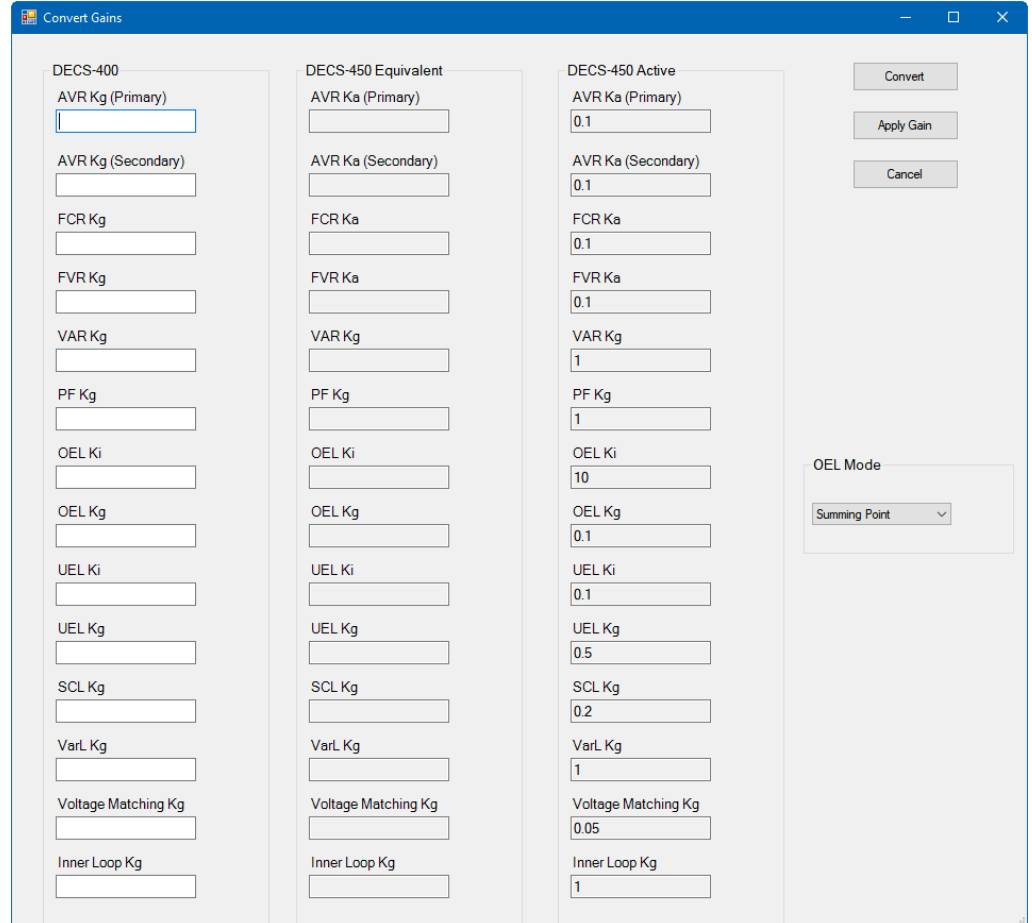 Convert Gains
DECS-400
AVR Kg (Primary)
AVR Kg (Secondary)
FCR Kg
FVR Kg
VAR Kg
PF Kg
OEL Ki
OEL Kg
UEL Ki
UEL Kg
SCL Kg
VarL Kg
Voltage Matching Kg
Inner Loop Kg
DECS-450 Equivalent
AVR Ka (Primary)
AVR Ka (Secondary)
FCR Ka
FVR Ka
VAR Kg
PF Kg
OEL Ki
OEL Kg
UEL Ki
UEL Kg
SCL Kg
VarL Kg
Voltage Matching Kg
Inner Loop Kg
DECS-450 Active
AVR Ka (Primary)
0.1
AVR Ka (Secondary)
0.1
FCR Ka
0.1
FVR Ka
0.1
VAR Kg
1
PF Kg
1
OEL Ki
10
OEL Kg
0.1
UEL Ki
0.1
UEL Kg
0.5
SCL Kg
0.2
VarL Kg
1
Voltage Matching Kg
0.05
Inner Loop Kg
1
Convert
Apply Gain
Cancel
OEL Mode
Summing Point